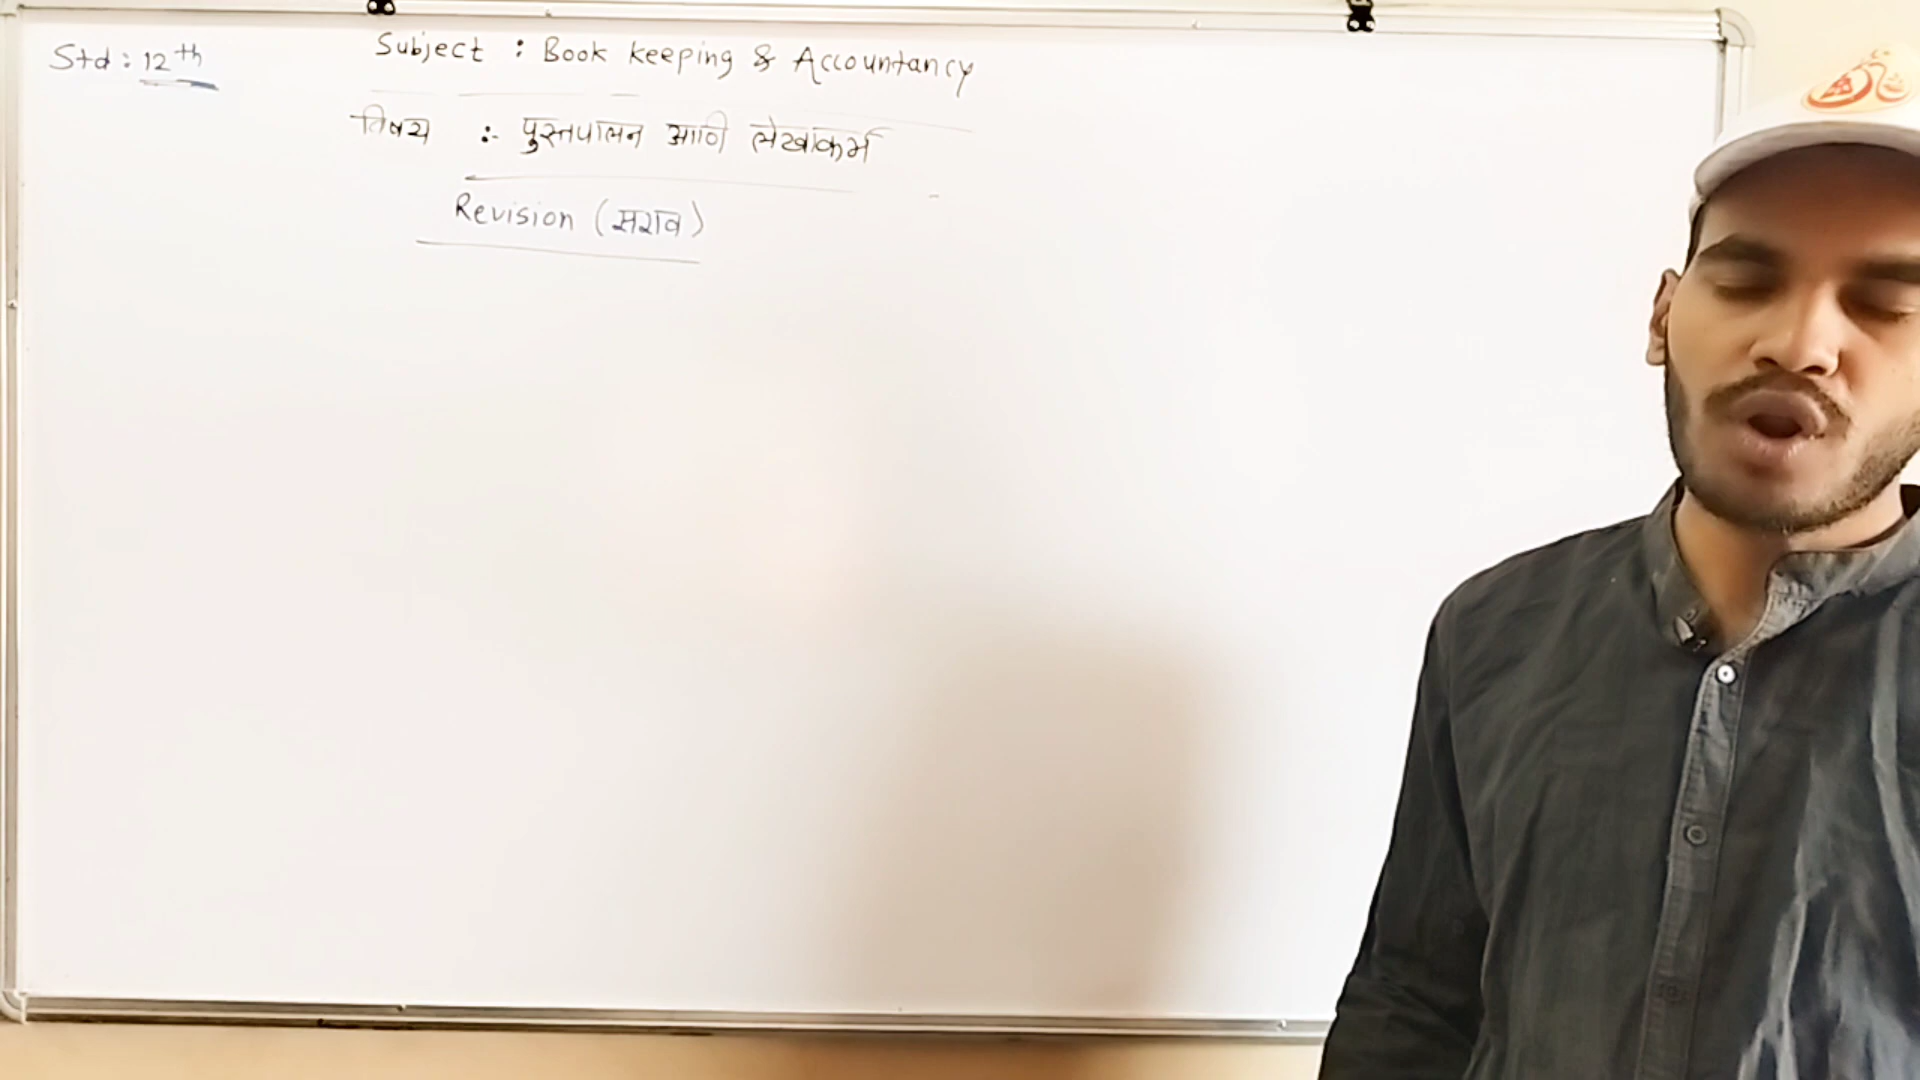 Std : 12th
Subject : Book keeping & Accountancy
विषय :- पुस्तपालन आणि लेखाकर्म
Revision (सराव)